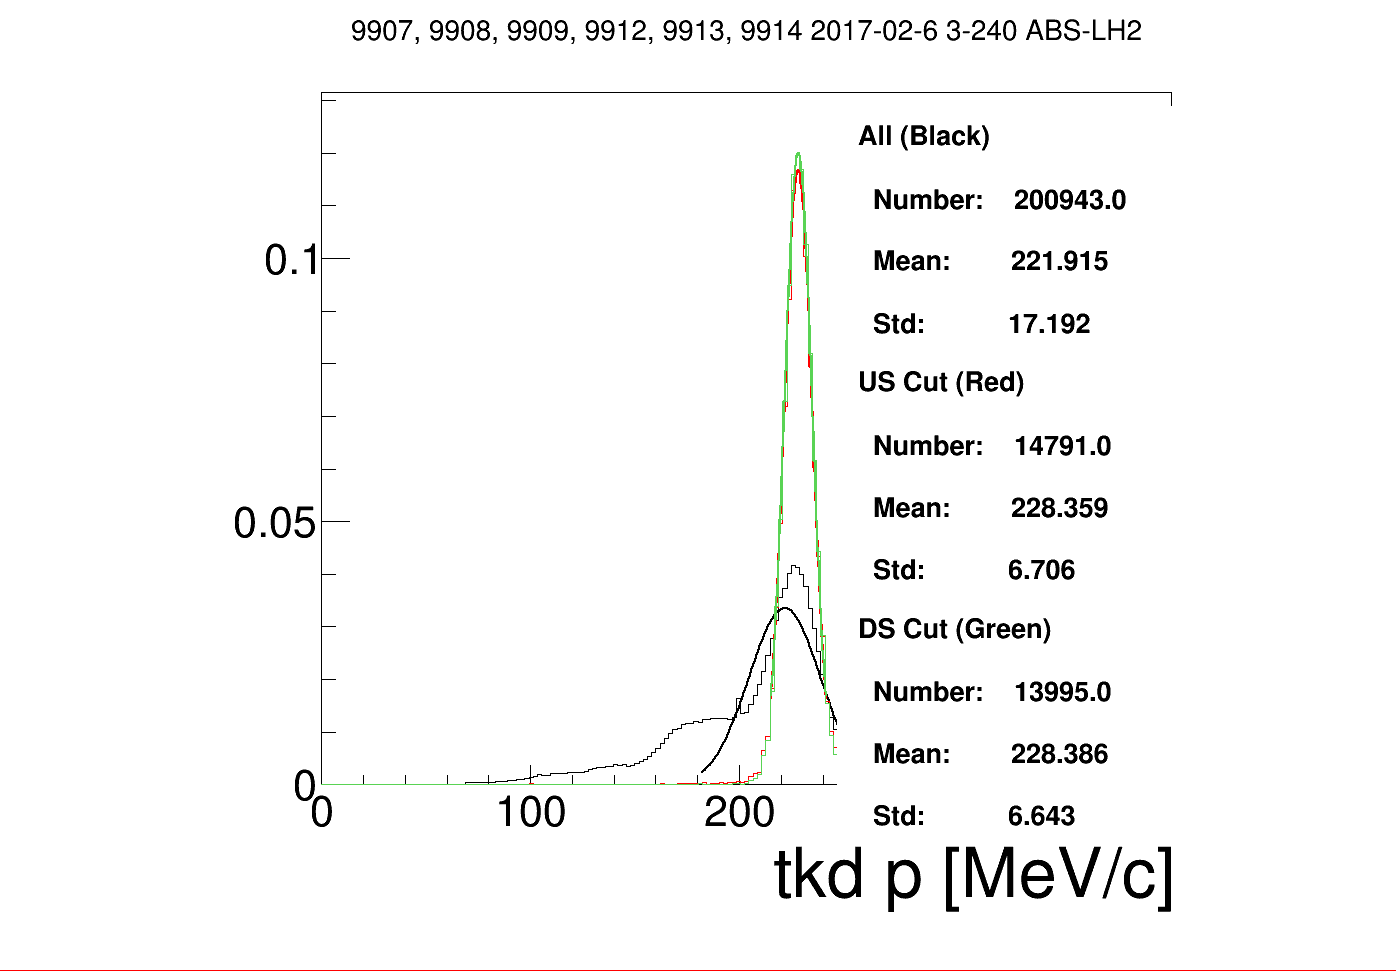 9907, 9908, 9909, 9912, 9913, 9914 2017-02-6 3-240 ABS-LH2
All (Black)
Number: 200943.0
Mean: 221.915
Std: 17.192
US Cut (Red)
Number: 14791.0
Mean: 228.359
Std: 6.706
DS Cut (Green)
Number: 13995.0
Mean: 228.386
Std: 6.643
0.1
0.05
0
0 100 200
tkd p [MeV/c]